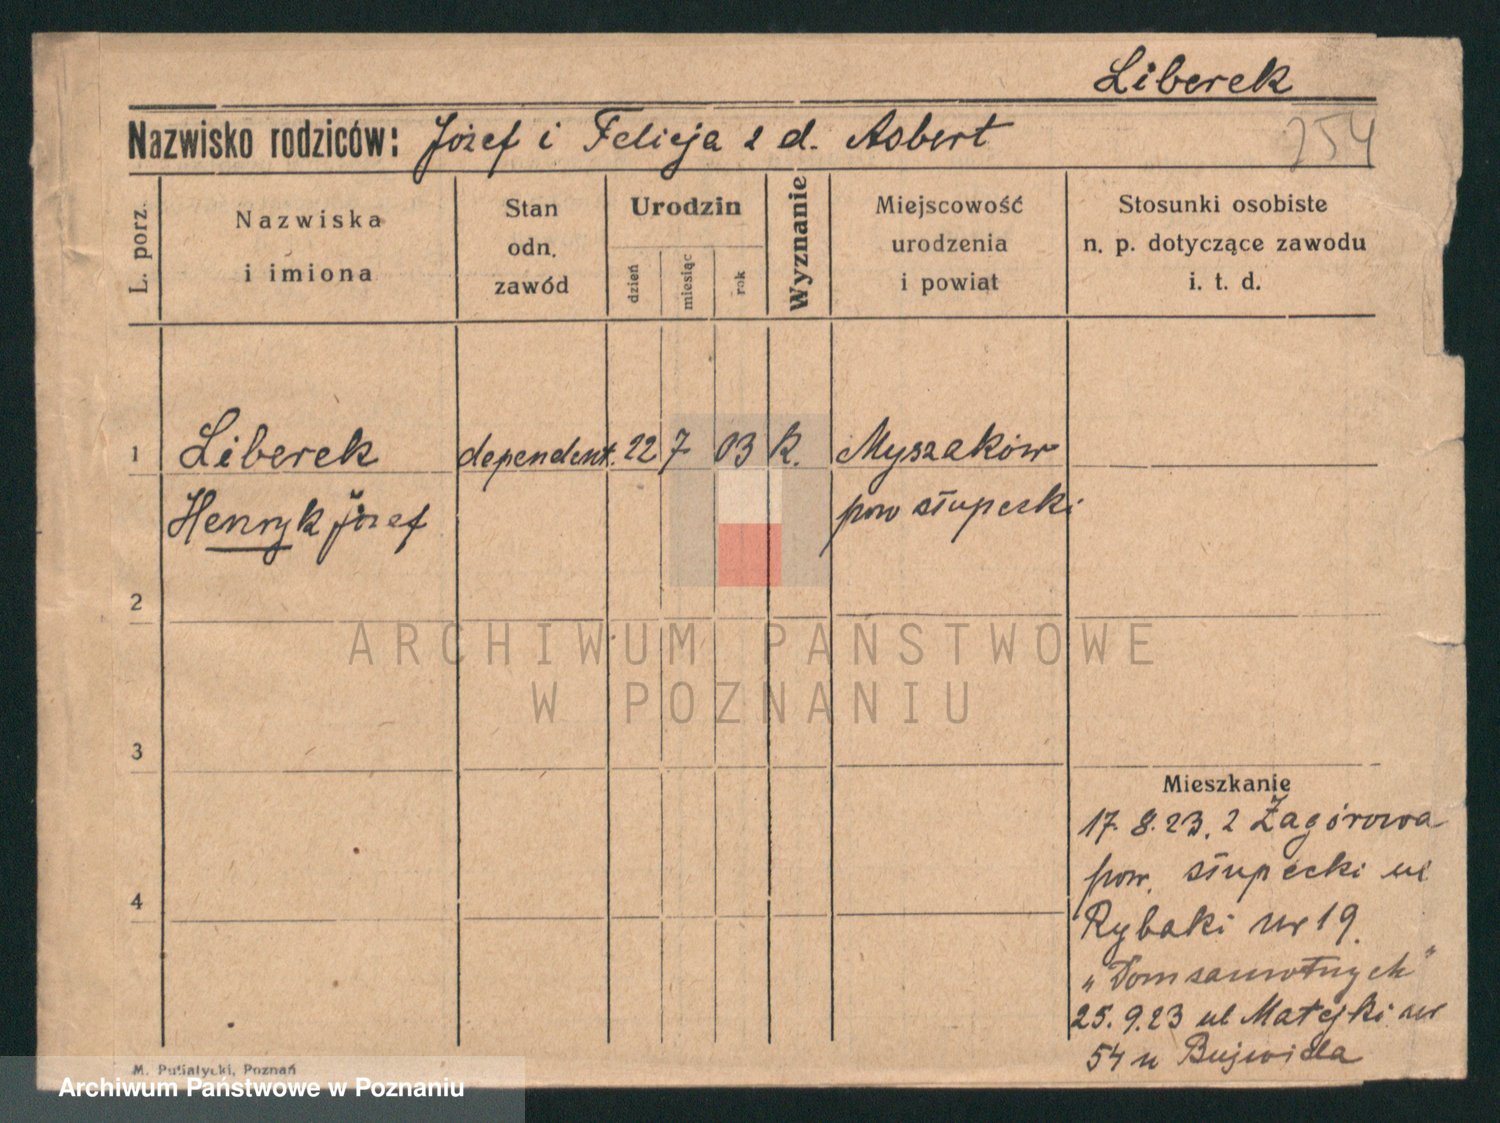 Liberek
Nazwisko rodziców: Józef i Felicja z d. Asbert
254
L. porz.
Nazwiska
i imiona
Stan
odn.
zawód
Urodzin
dzień
miesiąc
rok
Wyznanie
Miejscowość
urodzenia
i powiat
Stosunki osobiste
n. p. dotyczące zawodu
i. t. d.
1 Liberek dependent. 22 7 03 k. Myszaków
Henryk Józef pow słupecki
2
3
4
Mieszkanie
17. 8. 23. z Zagórowa
pow. słupecki ul
Rybaki nr 19.
„Dom samotnych"
25. 9. 23 ul Matejki nr
54 u Bujwida
M. Pusiatycki, Poznań
ARCHIWUM PAŃSTWOWE
W POZNANIU
Archiwum Państwowe w Poznaniu